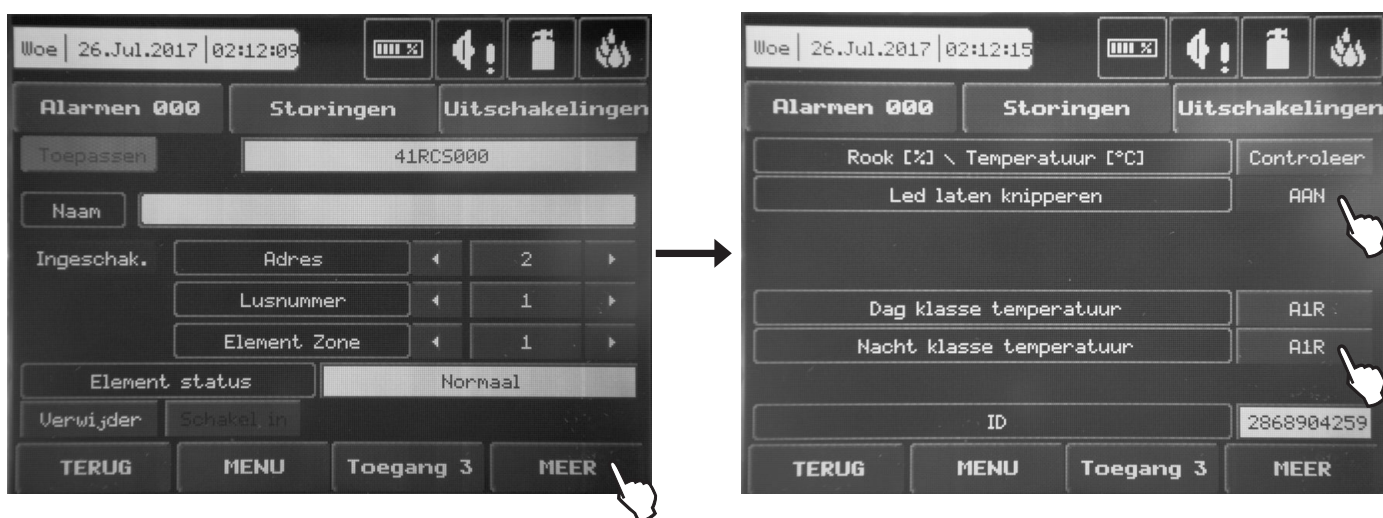 Woe 26.Jul.2017 02:12:09
Alarmen 000 Storingen Uitschakelingen
Toepassen 41RCS000
Naam
Ingeschak. Adres 2
Lusnummer 1
Element Zone 1
Element status Normaal
Verwijder Schakel in
TERUG MENU Toegang 3 MEER
Woe 26.Jul.2017 02:12:15
Alarmen 000 Storingen Uitschakelingen
Rook [%] \ Temperatuur [°C] Controleer
Led laten knipperen AAN
Dag klasse temperatuur A1R
Nacht klasse temperatuur A1R
ID 2868904259
TERUG MENU Toegang 3 MEER